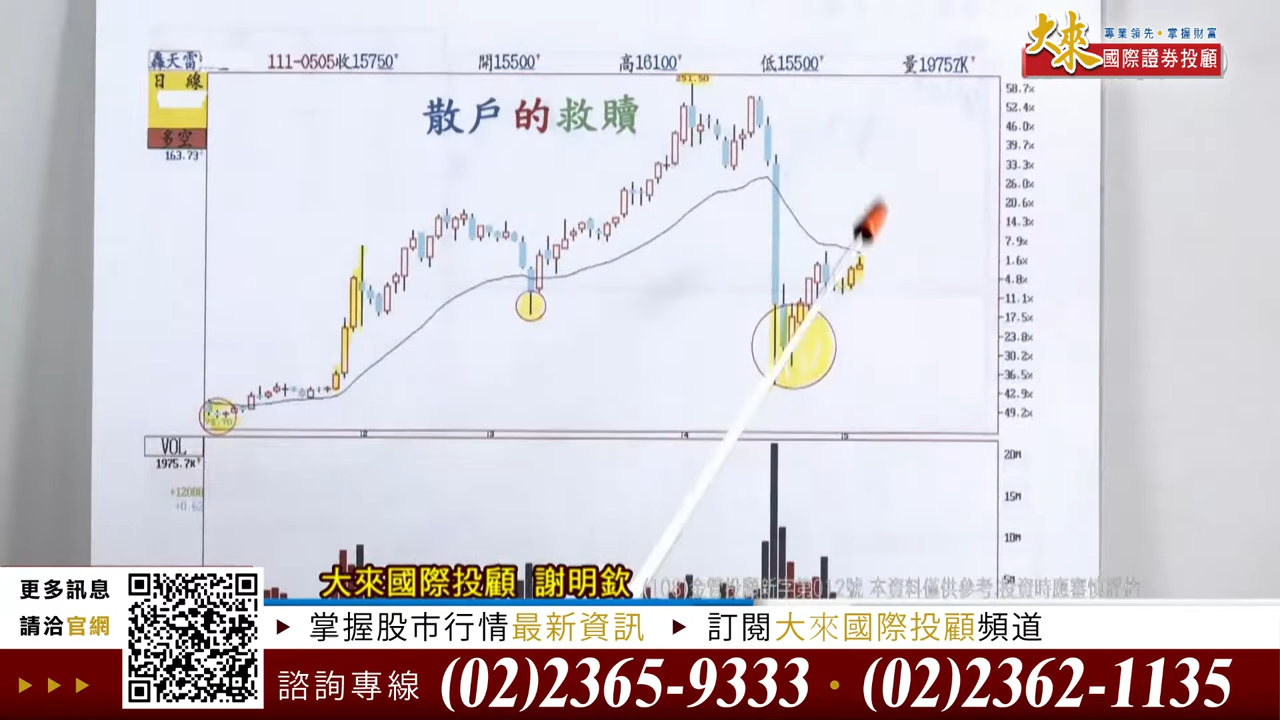 大來
專業領先•掌握財富
國際證券投顧
轟天雷 111-0505收15750 開15500 高16100 低15500 量19757K
日線
多空
163.73
251.50
散戶的救贖
58.7%
52.4%
46.0%
39.7%
33.3%
26.0%
20.6%
14.3%
7.9%
1.6%
4.8%
11.1%
17.5%
23.8%
30.2%
36.5%
42.9%
49.2%
12 13 14 15
VOL
1975.7K
+12000
+0.62
20M
15M
10M
大來國際投顧 謝明欽
本資料僅供參考
更多訊息
請洽官網
掌握股市行情最新資訊 訂閱大來國際投顧頻道
諮詢專線 (02)2365-9333 • (02)2362-1135